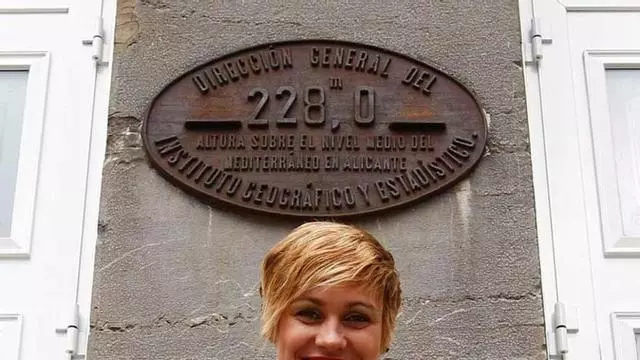 DIRECCIÓN GENERAL DEL
228,0 m
ALTURA SOBRE EL NIVEL MEDIO DEL
MEDITERRÁNEO EN ALICANTE
INSTITUTO GEOGRÁFICO Y ESTADÍSTICO.